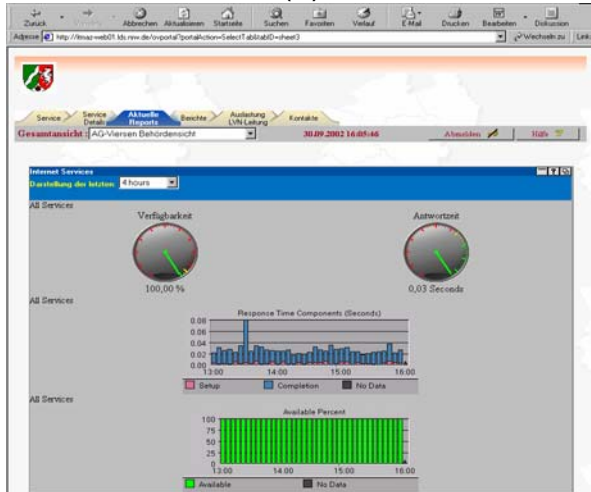 Zurück Abbrechen Aktualisieren Startseite Suchen Favoriten Verlauf E-Mail Drucken Bearbeiten Diskussion
Adresse http://itmaz-web01.lds.nrw.de/ovportal?portalAction=SelectTab&tabID=sheet3 Wechseln zu Links
Service Service Details Aktuelle Reports Berichte Auslastung LVN-Leitung Kontakte
Gesamtansicht : AG-Viersen Behördensicht 30.09.2002 16:05:46 Abmelden Hilfe
Internet Services
Darstellung der letzten: 4 hours
All Services
Verfügbarkeit Antwortzeit
100,00 % 0,03 Seconds
All Services
Response Time Components (Seconds)
0.08
0.06
0.04
0.02
0.00
13:00 14:00 15:00 16:00
Setup Completion No Data
All Services
Available Percent
100
75
50
25
0
13:00 14:00 15:00 16:00
Available No Data